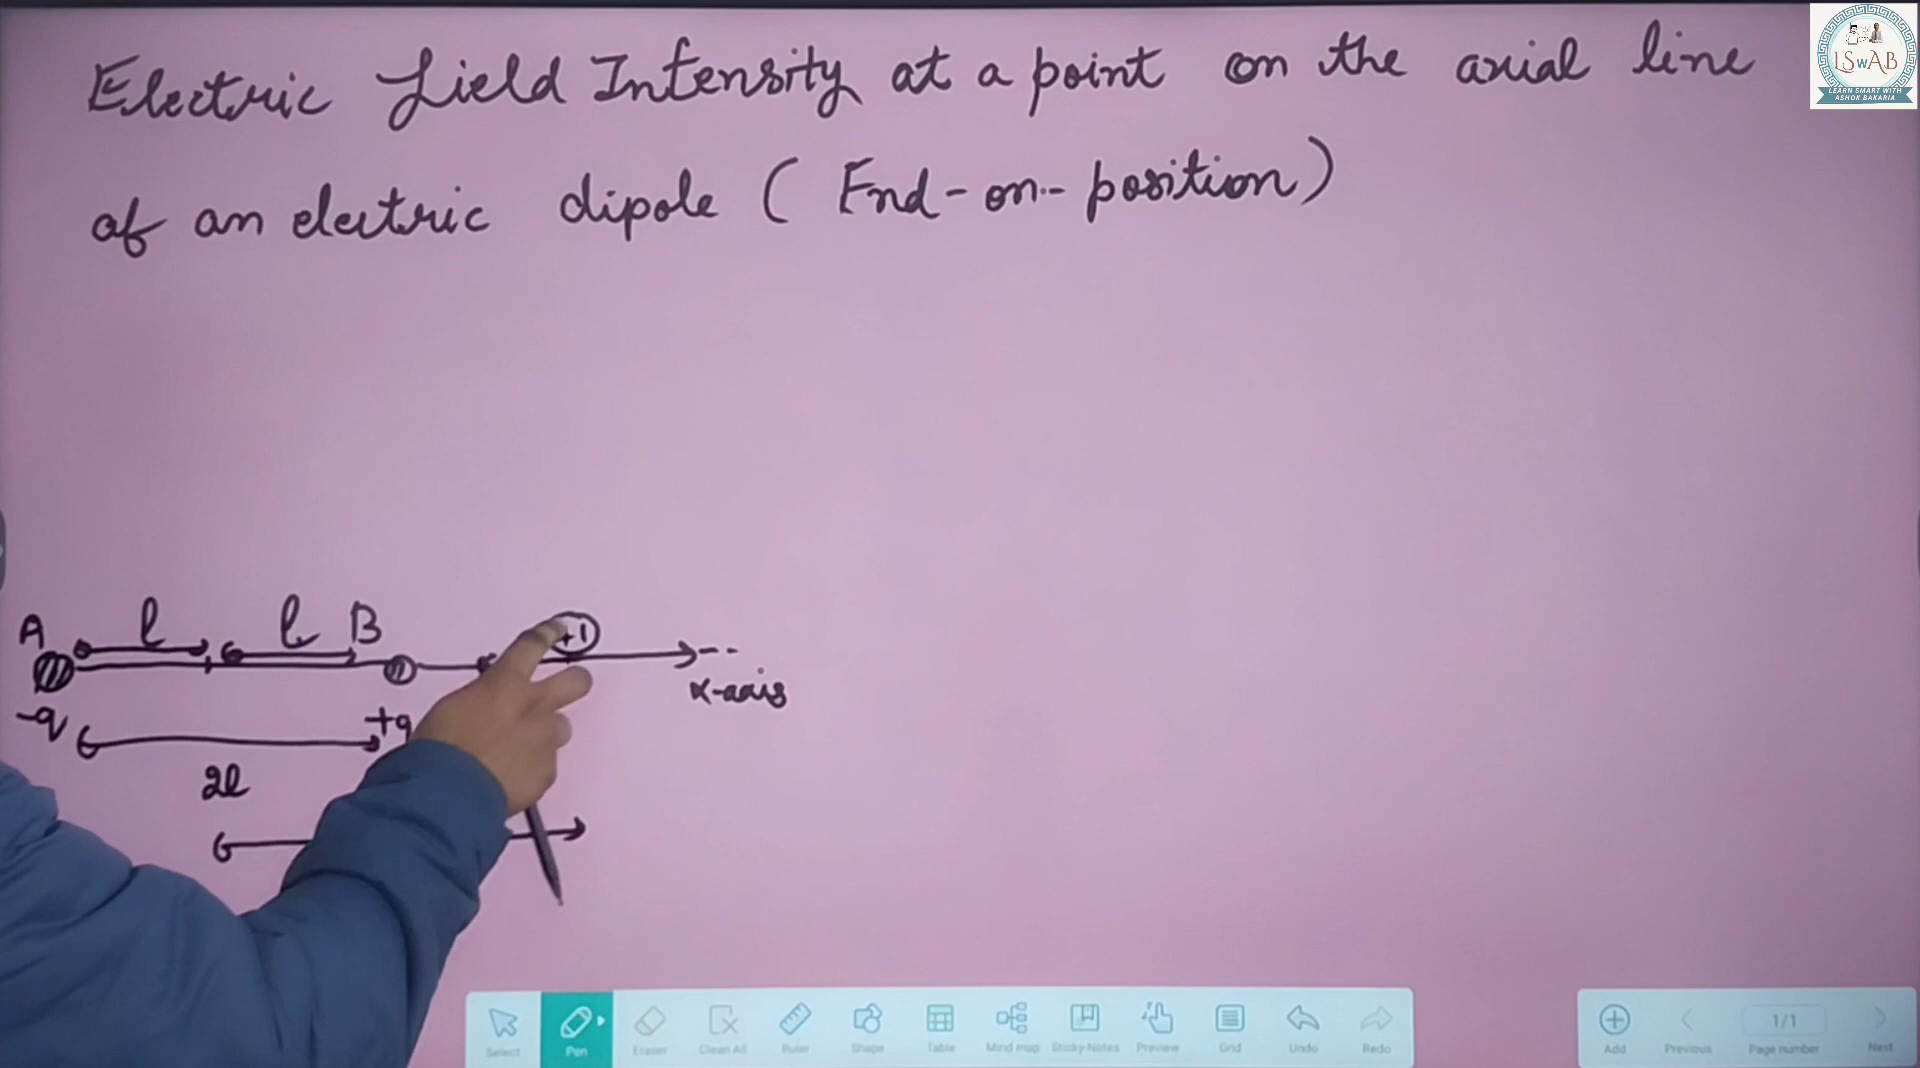 Electric field Intensity at a point on the axial line
of an electric dipole (End-on-position)
LSwAB
LEARN SMART WITH
ASHOK BAKARIA
A l l B +1
-q +q x-axis
2l
Select Pen Eraser Clean All Ruler Shape Table Mind map Sticky-Notes Preview Grid Undo Redo Add Previous 1/1 Page number Next